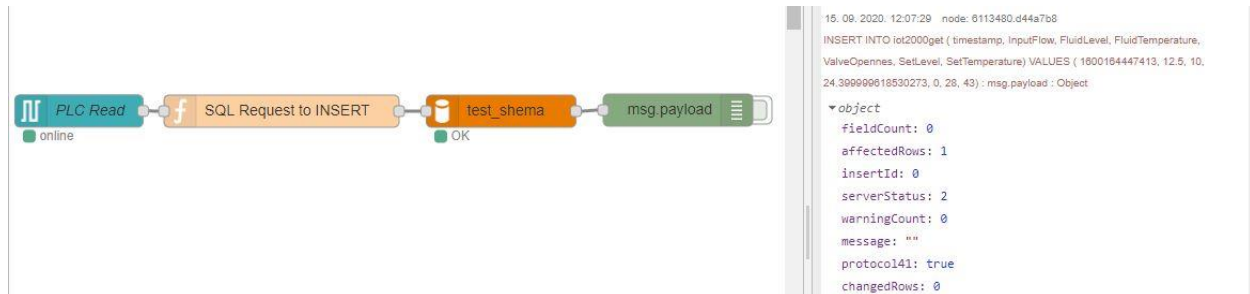 PLC Read
online
SQL Request to INSERT
test_shema
OK
msg.payload
15. 09. 2020. 12:07:29 node: 6113480.d44a7b8
INSERT INTO iot2000get ( timestamp, InputFlow, FluidLevel, FluidTemperature,
ValveOpennes, SetLevel, SetTemperature) VALUES ( 1600164447413, 12.5, 10,
24.399999618530273, 0, 28, 43) : msg.payload : Object
object
fieldCount: 0
affectedRows: 1
insertId: 0
serverStatus: 2
warningCount: 0
message: ""
protocol41: true
changedRows: 0